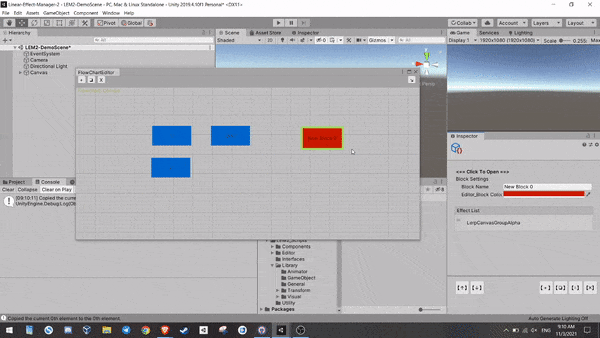 Linear-Effect-Manager-2 - LEM2-DemoScene* - PC, Mac & Linux Standalone - Unity 2019.4.10f1 Personal* <DX11>
File Edit Assets GameObject Component Window Help
Pivot Global Collab Account Layers Layout
Hierarchy Scene Asset Store Inspector Game Services Lighting
Shaded 2D Gizmos Display 1 1920x1080 (1920x1080) Scale 0.255
LEM2-DemoScene*
EventSystem
Camera
Directional Light
Canvas
FlowChartEditor
X
Persp
Project Console
Clear Collapse Clear on Play
[09:10:11] Copied the curre
UnityEngine.Debug:Log(Ob
Inspector
=== Click To Open ===
Block Settings
Block Name New Block 0
Editor_Block Color
Effect List
LerpCanvasGroupAlpha
Components
Editor
Interfaces
Library
Animator
GameObject
General
Transform
Visual
Utility
Packages
Copied the current 0th element to the 0th element.
Auto Generate Lighting Off
ENG
9:10 AM
11/3/2021